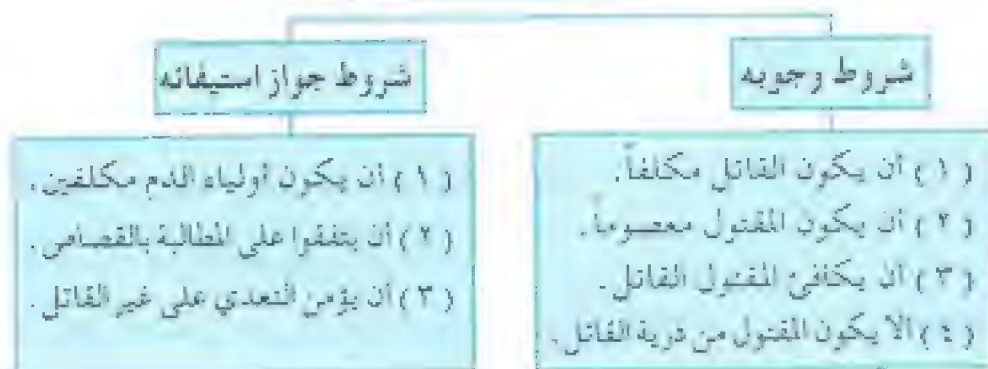 شروط وجوبه
( ١ ) أن يكون القاتل مكلفاً.
( ٢ ) أن يكون المقتول معصوماً.
( ٣ ) أن يكافئ المقتول القاتل.
( ٤ ) ألا يكون المقتول من ذرية القاتل.
شروط جواز استيفائه
( ١ ) أن يكون أولياء الدم مكلفين.
( ٢ ) أن يتفقوا على المطالبة بالقصاص.
( ٣ ) أن يؤمن التعدي على غير القاتل.